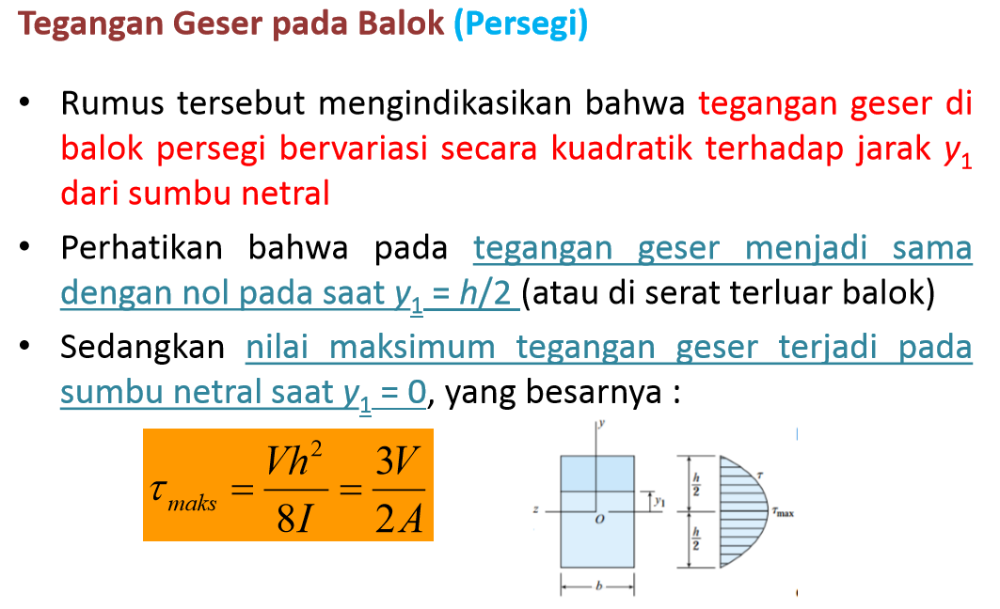 Tegangan Geser pada Balok (Persegi)
• Rumus tersebut mengindikasikan bahwa tegangan geser di
balok persegi bervariasi secara kuadratik terhadap jarak y₁
dari sumbu netral
• Perhatikan bahwa pada tegangan geser menjadi sama
dengan nol pada saat y₁ = h/2 (atau di serat terluar balok)
• Sedangkan nilai maksimum tegangan geser terjadi pada
sumbu netral saat y₁ = 0, yang besarnya :
τ_maks = Vh²/8I = 3V/2A
y
h/2
τ
y₁
z
O
τ_max
h/2
b